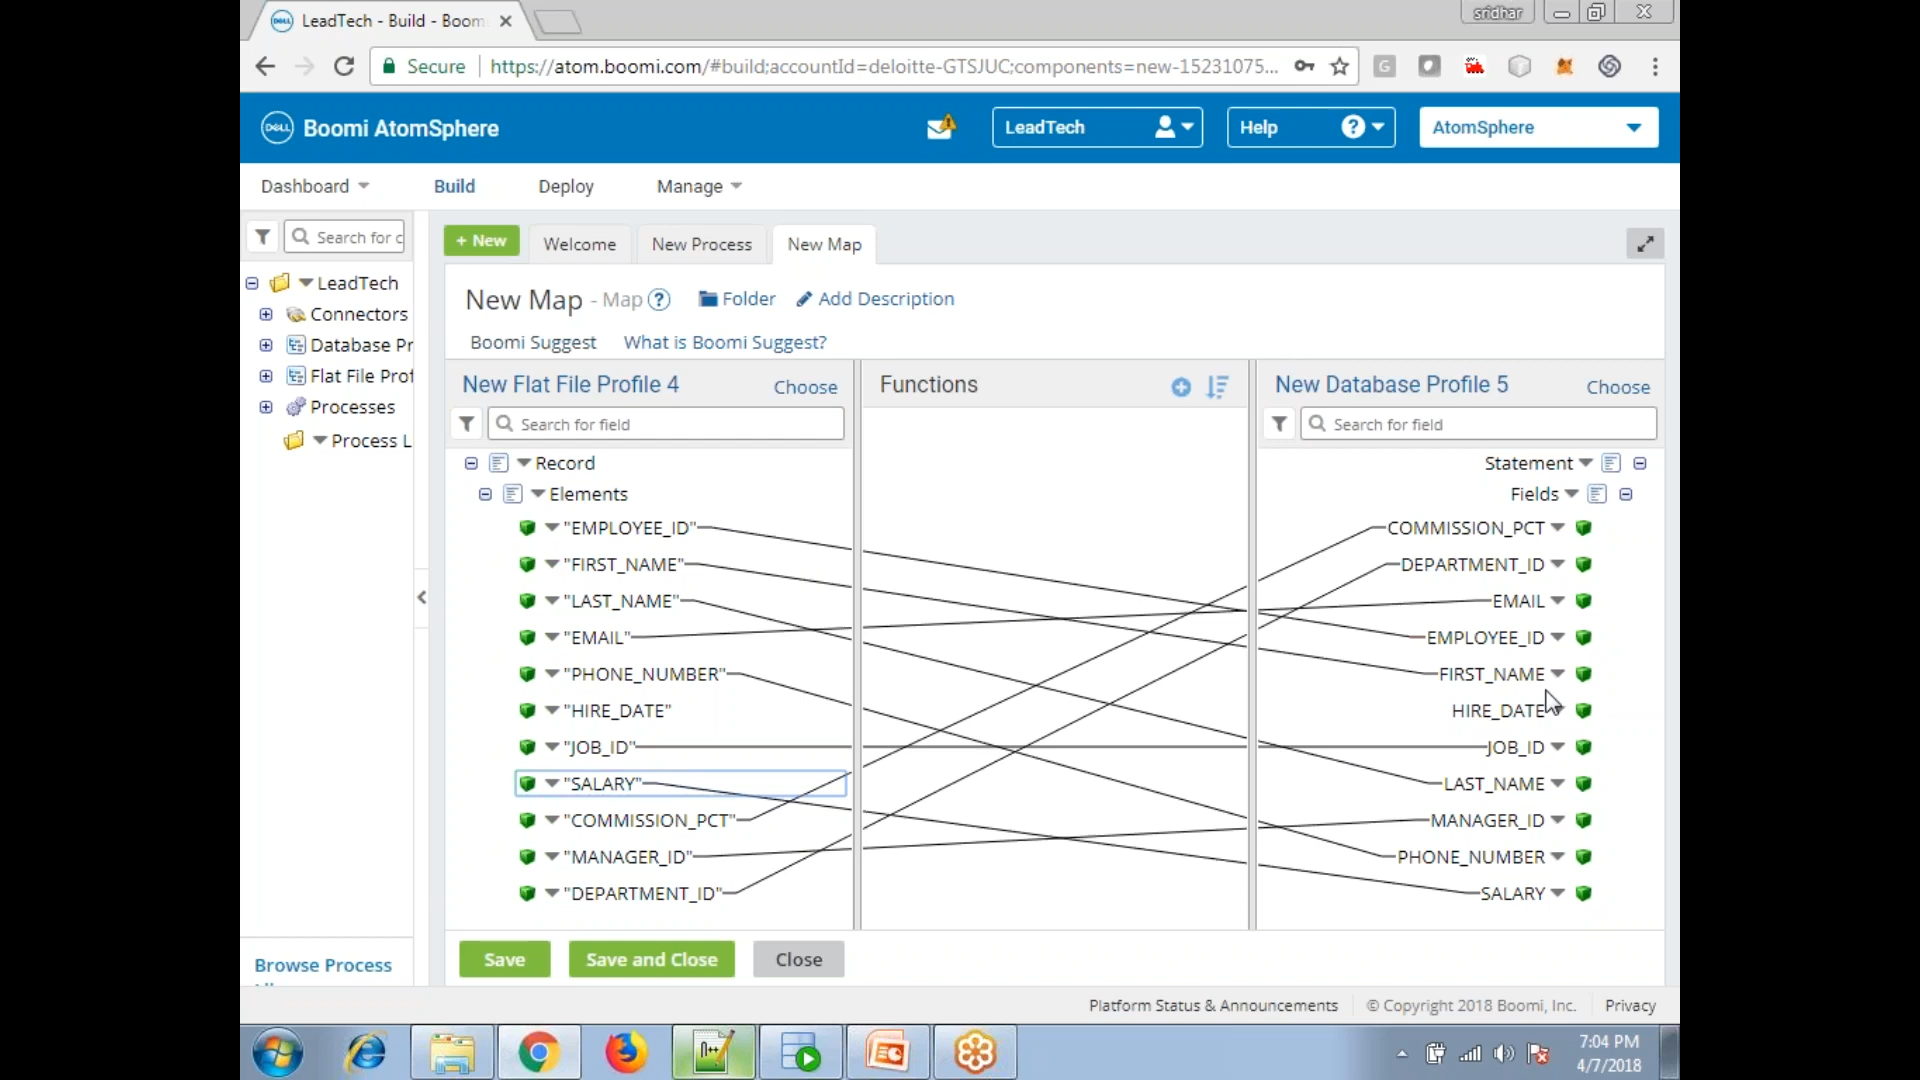 LeadTech - Build - Boom
sridhar
Secure
https://atom.boomi.com/#build;accountId=deloitte-GTSJUC;components=new-15231075...
DELL Boomi AtomSphere
LeadTech
Help ?
AtomSphere
Dashboard
Build
Deploy
Manage
Search for c
+ New
Welcome
New Process
New Map
LeadTech
Connectors
Database Pr
Flat File Prof
Processes
Process L
New Map - Map ?
Folder
Add Description
Boomi Suggest
What is Boomi Suggest?
New Flat File Profile 4
Choose
Functions
New Database Profile 5
Choose
Search for field
Search for field
Record
Elements
"EMPLOYEE_ID"
"FIRST_NAME"
"LAST_NAME"
"EMAIL"
"PHONE_NUMBER"
"HIRE_DATE"
"JOB_ID"
"SALARY"
"COMMISSION_PCT"
"MANAGER_ID"
"DEPARTMENT_ID"
Statement
Fields
COMMISSION_PCT
DEPARTMENT_ID
EMAIL
EMPLOYEE_ID
FIRST_NAME
HIRE_DATE
JOB_ID
LAST_NAME
MANAGER_ID
PHONE_NUMBER
SALARY
Save
Save and Close
Close
Browse Process
Platform Status & Announcements
© Copyright 2018 Boomi, Inc.
Privacy
7:04 PM
4/7/2018